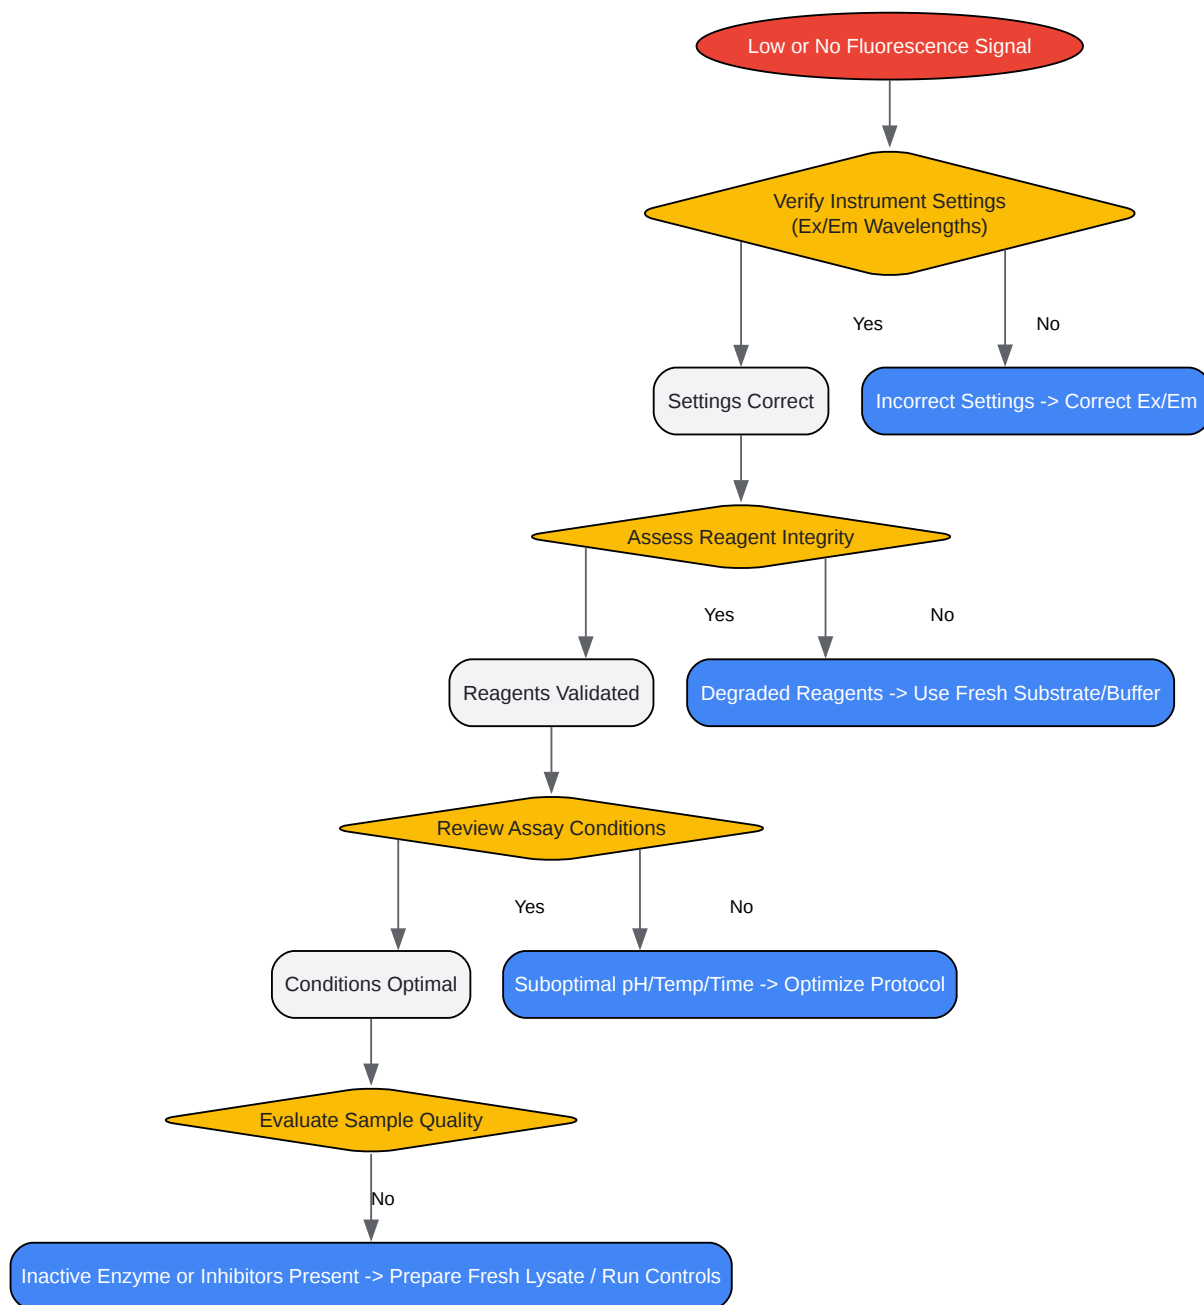 Low or No Fluorescence Signal
Verify Instrument Settings
(Ex/Em Wavelengths)
Yes
No
Settings Correct
Incorrect Settings -> Correct Ex/Em
Assess Reagent Integrity
Yes
No
Reagents Validated
Degraded Reagents -> Use Fresh Substrate/Buffer
Review Assay Conditions
Yes
No
Conditions Optimal
Suboptimal pH/Temp/Time -> Optimize Protocol
Evaluate Sample Quality
No
Inactive Enzyme or Inhibitors Present -> Prepare Fresh Lysate / Run Controls